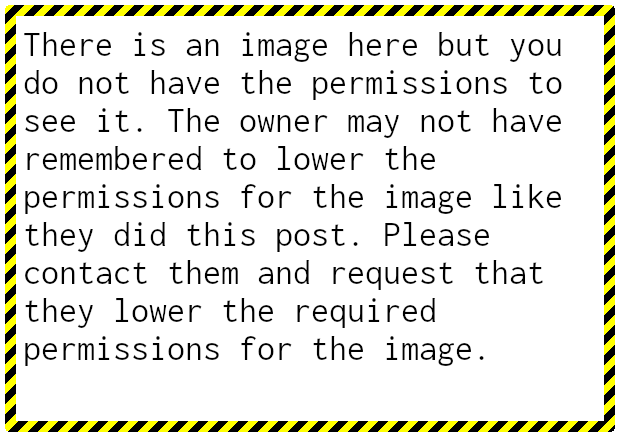 There is an image here but you
do not have the permissions to
see it. The owner may not have
remembered to lower the
permissions for the image like
they did this post. Please
contact them and request that
they lower the required
permissions for the image.